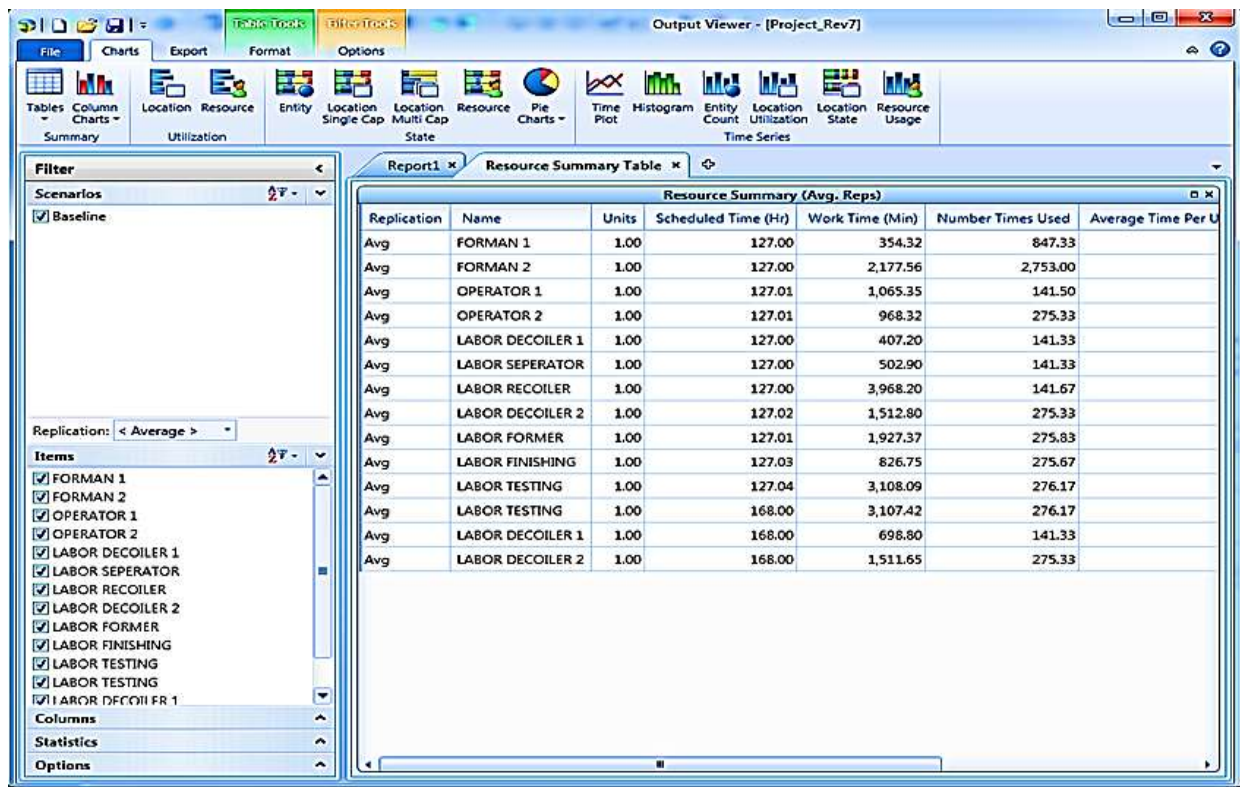 Table Tools Filter Tools Output Viewer - [Project_Rev7]
File Charts Export Format Options
Tables Column Charts Location Resource Entity Location Single Cap Location Multi Cap Resource Pie Charts Time Plot Histogram Entity Count Location Utilization Location State Resource Usage
Summary Utilization State Time Series
Filter
Scenarios
Baseline
Replication: < Average >
Items
FORMAN 1
FORMAN 2
OPERATOR 1
OPERATOR 2
LABOR DECOILER 1
LABOR SEPERATOR
LABOR RECOILER
LABOR DECOILER 2
LABOR FORMER
LABOR FINISHING
LABOR TESTING
LABOR TESTING
LABOR DECOILER 1
Columns
Statistics
Options
Report1 Resource Summary Table
Resource Summary (Avg. Reps)
Replication Name Units Scheduled Time (Hr) Work Time (Min) Number Times Used Average Time Per U
Avg FORMAN 1 1.00 127.00 354.32 847.33
Avg FORMAN 2 1.00 127.00 2,177.56 2,753.00
Avg OPERATOR 1 1.00 127.01 1,065.35 141.50
Avg OPERATOR 2 1.00 127.01 968.32 275.33
Avg LABOR DECOILER 1 1.00 127.00 407.20 141.33
Avg LABOR SEPERATOR 1.00 127.00 502.90 141.33
Avg LABOR RECOILER 1.00 127.00 3,968.20 141.67
Avg LABOR DECOILER 2 1.00 127.02 1,512.80 275.33
Avg LABOR FORMER 1.00 127.01 1,927.37 275.83
Avg LABOR FINISHING 1.00 127.03 826.75 275.67
Avg LABOR TESTING 1.00 127.04 3,108.09 276.17
Avg LABOR TESTING 1.00 168.00 3,107.42 276.17
Avg LABOR DECOILER 1 1.00 168.00 698.80 141.33
Avg LABOR DECOILER 2 1.00 168.00 1,511.65 275.33